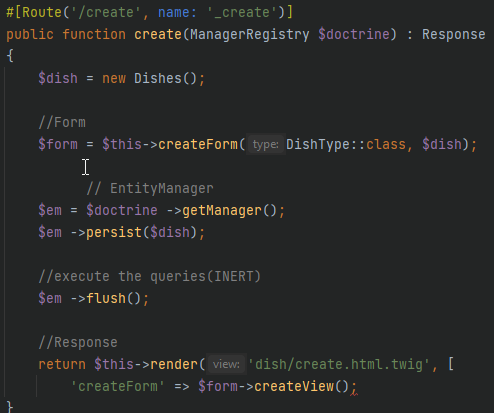 #[Route('/create', name: '_create')]
public function create(ManagerRegistry $doctrine) : Response
{
$dish = new Dishes();
//Form
$form = $this->createForm( type: DishType::class, $dish);
// EntityManager
$em = $doctrine ->getManager();
$em ->persist($dish);
//execute the queries(INERT)
$em ->flush();
//Response
return $this->render( view: 'dish/create.html.twig', [
'createForm' => $form->createView();
}